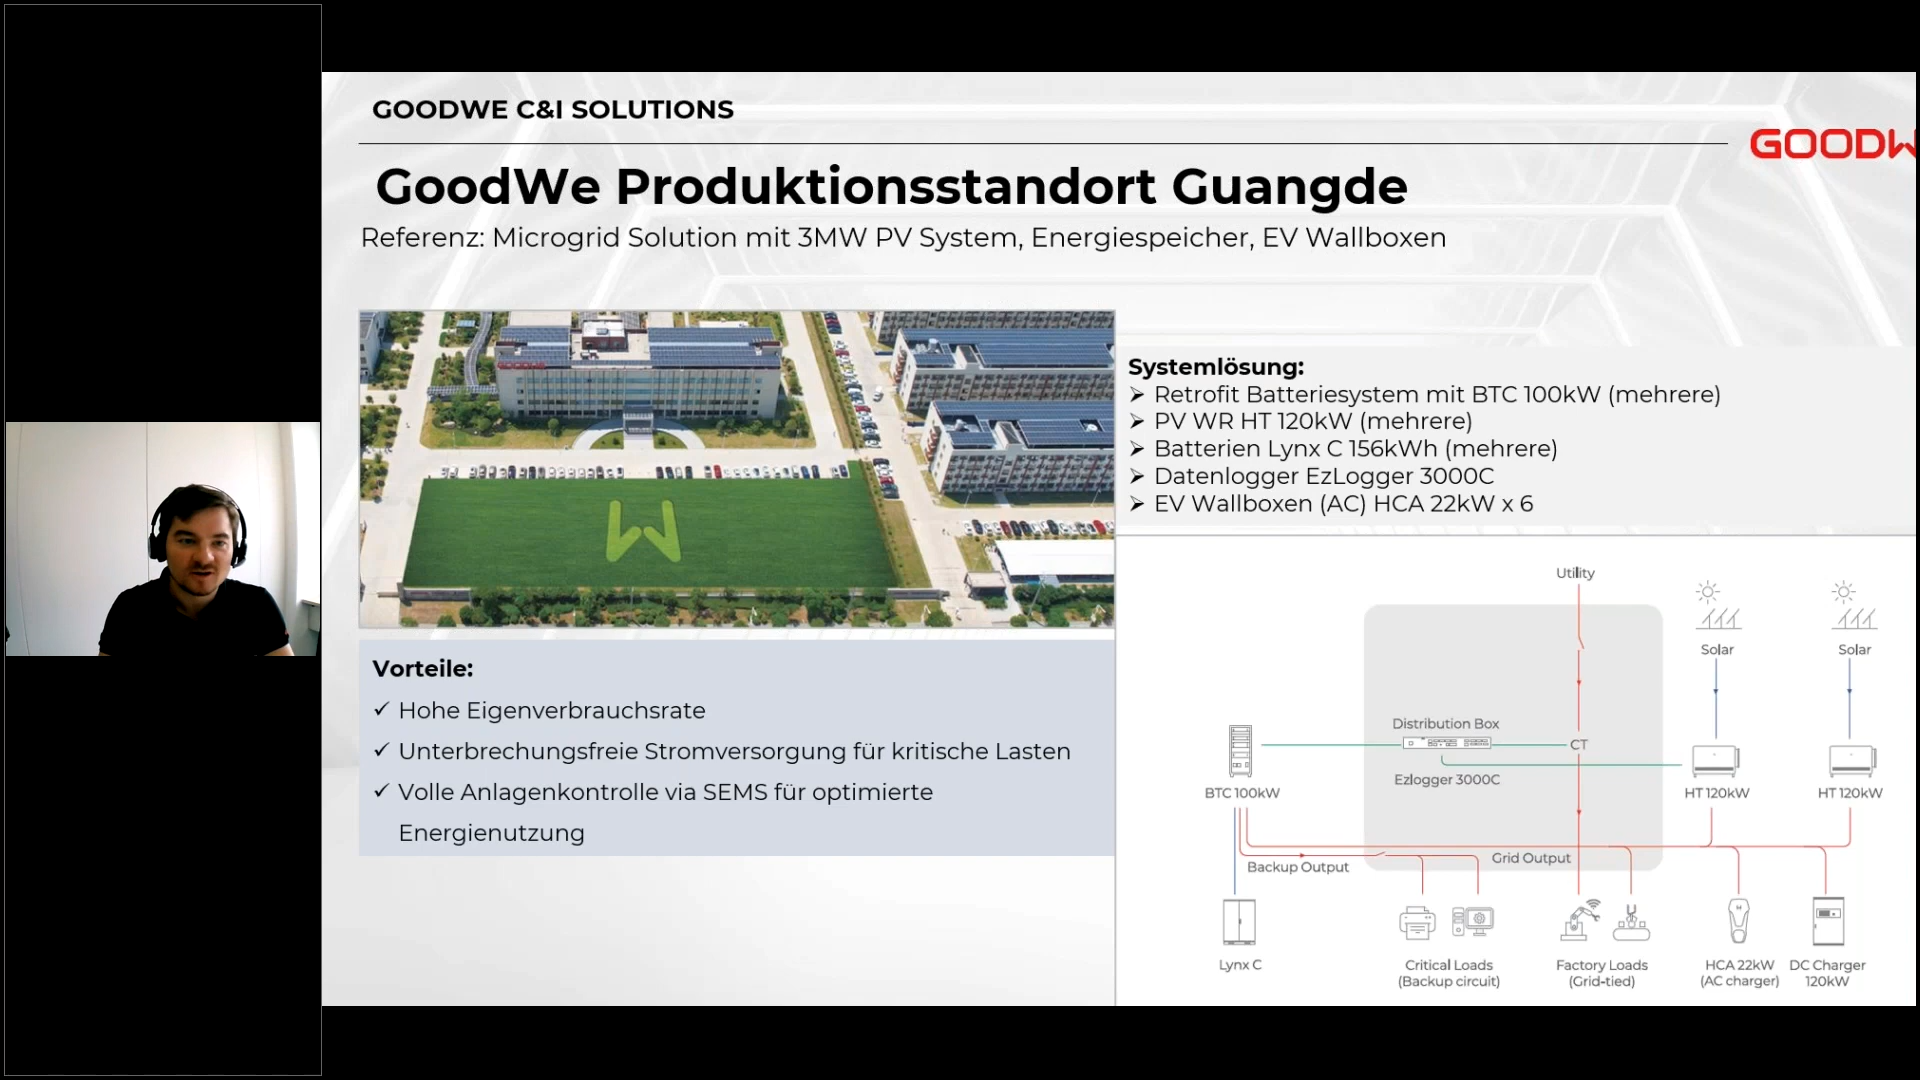 GOODWE C&I SOLUTIONS
GOODW
GoodWe Produktionsstandort Guangde
Referenz: Microgrid Solution mit 3MW PV System, Energiespeicher, EV Wallboxen
Systemlösung:
Retrofit Batteriesystem mit BTC 100kW (mehrere)
PV WR HT 120kW (mehrere)
Batterien Lynx C 156kWh (mehrere)
Datenlogger EzLogger 3000C
EV Wallboxen (AC) HCA 22kW x 6
Vorteile:
Hohe Eigenverbrauchsrate
Unterbrechungsfreie Stromversorgung für kritische Lasten
Volle Anlagenkontrolle via SEMS für optimierte
Energienutzung
Utility
Solar
Solar
Distribution Box
CT
Ezlogger 3000C
BTC 100kW
HT 120kW
HT 120kW
Grid Output
Backup Output
Lynx C
Critical Loads
(Backup circuit)
Factory Loads
(Grid-tied)
HCA 22kW
(AC charger)
DC Charger
120kW